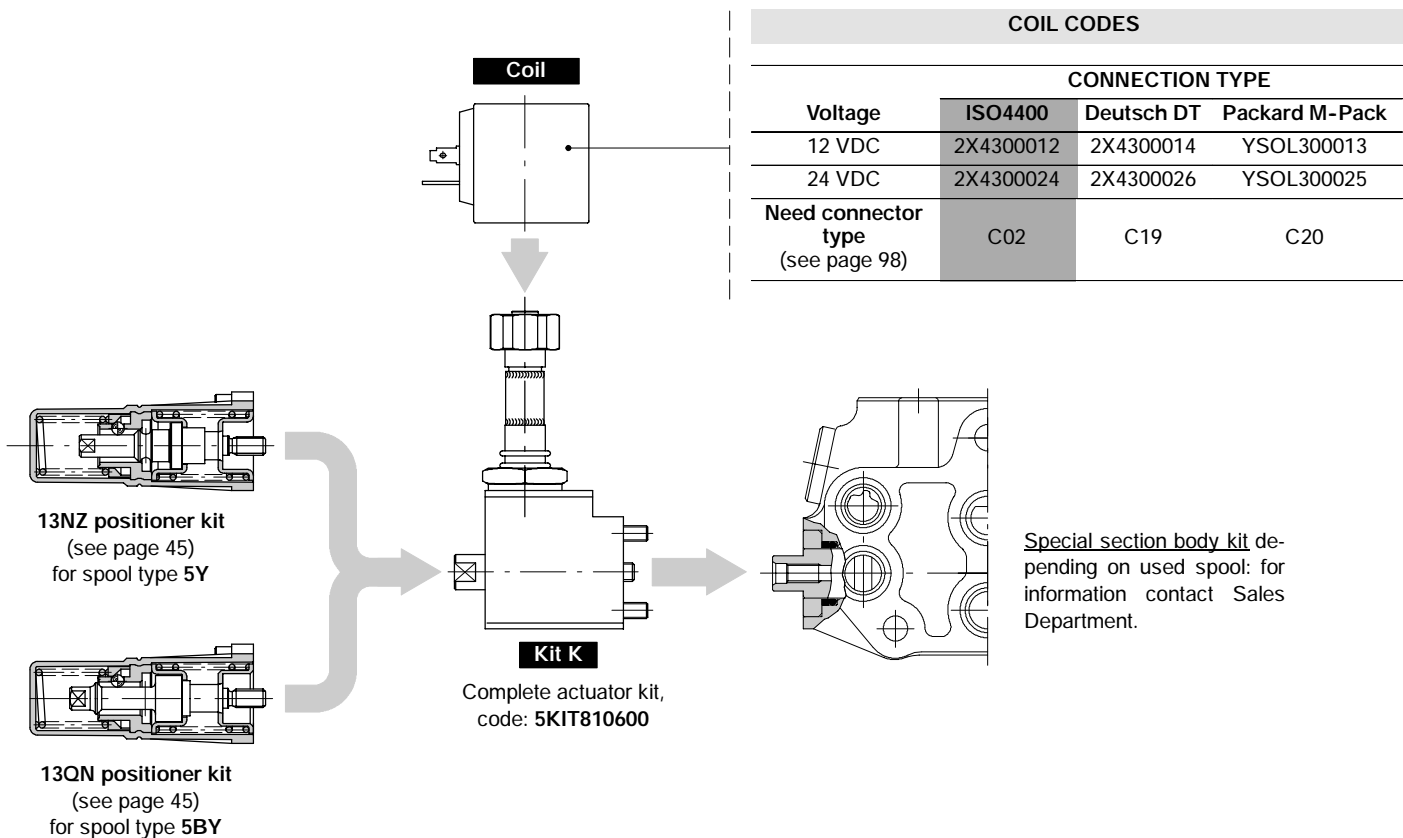 COIL CODES
CONNECTION TYPE
Voltage ISO4400 Deutsch DT Packard M-Pack
12 VDC 2X4300012 2X4300014 YSOL300013
24 VDC 2X4300024 2X4300026 YSOL300025
Need connector
type
(see page 98)
C02 C19 C20
Coil
13NZ positioner kit
(see page 45)
for spool type 5Y
13QN positioner kit
(see page 45)
for spool type 5BY
Kit K
Complete actuator kit,
code: 5KIT810600
Special section body kit de-
pending on used spool: for
information contact Sales
Department.